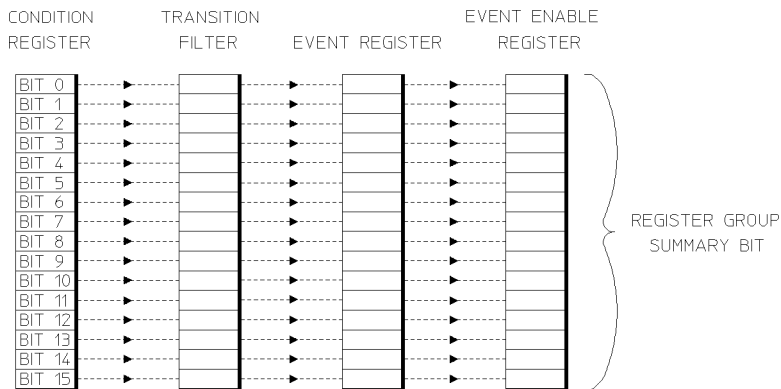 CONDITION
REGISTER
TRANSITION
FILTER
EVENT REGISTER
EVENT ENABLE
REGISTER
BIT 0
BIT 1
BIT 2
BIT 3
BIT 4
BIT 5
BIT 6
BIT 7
BIT 8
BIT 9
BIT 10
BIT 11
BIT 12
BIT 13
BIT 14
BIT 15
REGISTER GROUP
SUMMARY BIT